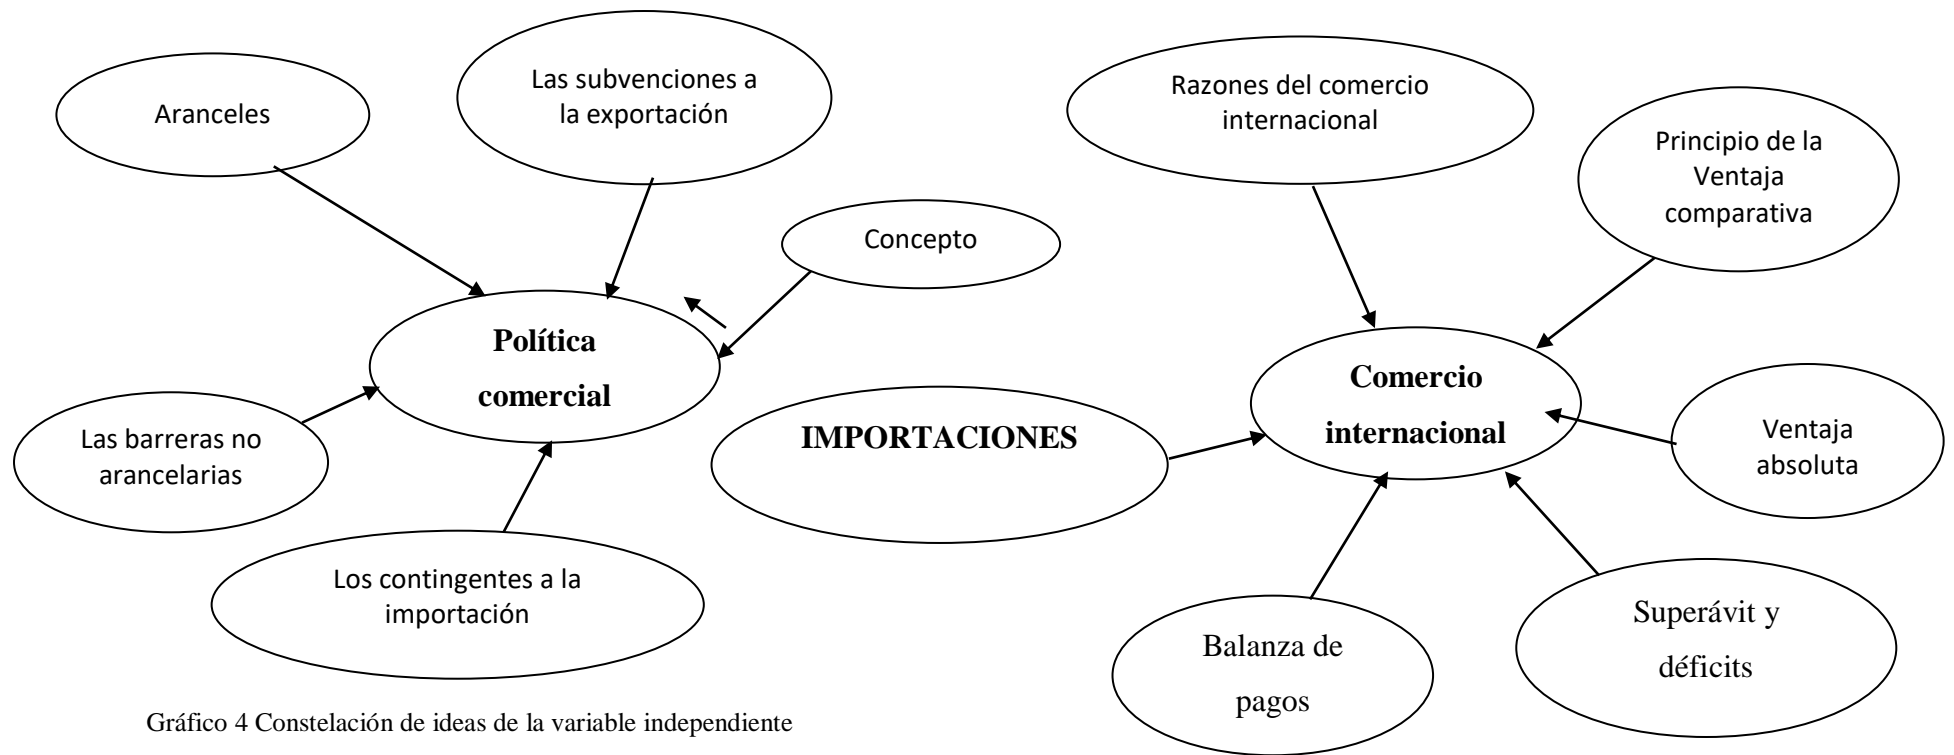 Aranceles
Las subvenciones a
la exportación
Concepto
Política
comercial
Las barreras no
arancelarias
Los contingentes a la
importación
Razones del comercio
internacional
Principio de la
Ventaja
comparativa
Comercio
internacional
IMPORTACIONES
Ventaja
absoluta
Balanza de
pagos
Superávit y
déficits
Gráfico 4 Constelación de ideas de la variable independiente